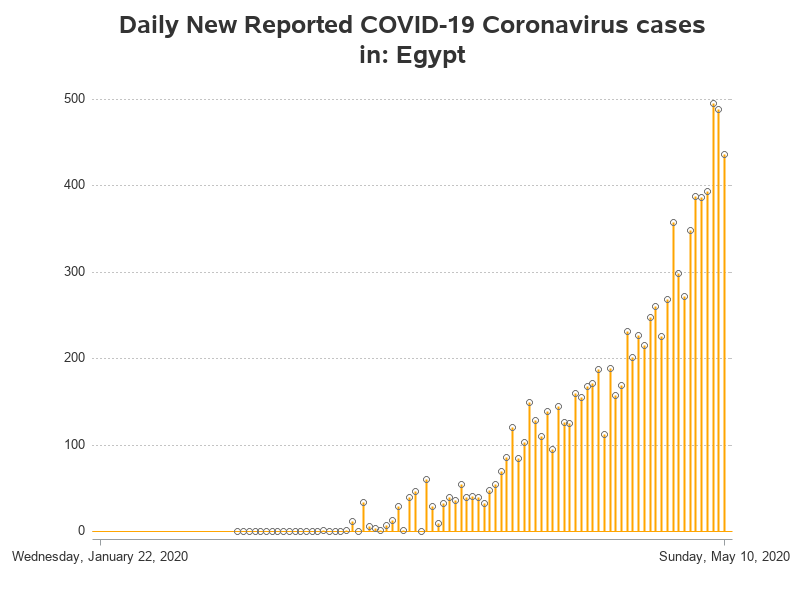 Daily New Reported COVID-19 Coronavirus cases
in: Egypt
500
400
300
200
100
0
Wednesday, January 22, 2020
Sunday, May 10, 2020